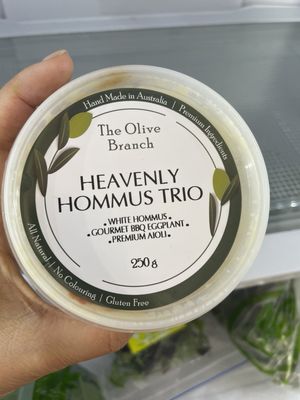 Hand Made in Australia | Premium Ingredients
The Olive
Branch
HEAVENLY
HOMMUS TRIO
•WHITE HOMMUS•
•GOURMET BBQ EGGPLANT•
•PREMIUM AIOLI•
250g
All Natural | No Colouring | Gluten Free